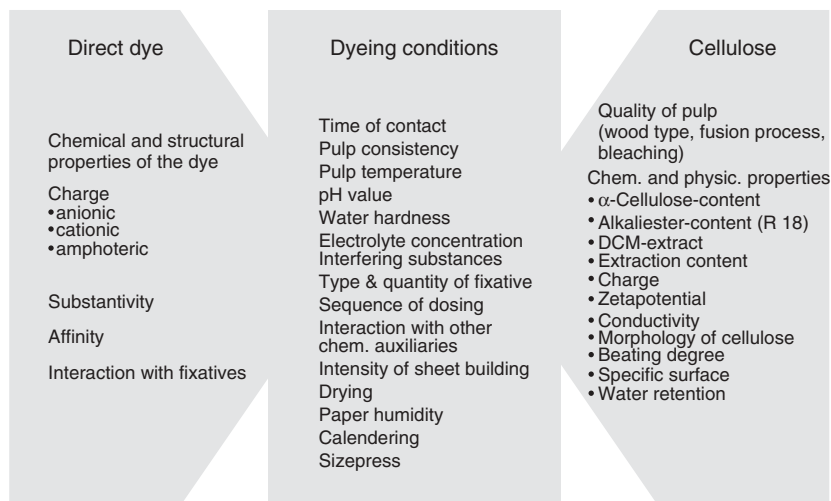 Direct dye
Chemical and structural
properties of the dye
Charge
•anionic
•cationic
•amphoteric
Substantivity
Affinity
Interaction with fixatives
Dyeing conditions
Time of contact
Pulp consistency
Pulp temperature
pH value
Water hardness
Electrolyte concentration
Interfering substances
Type & quantity of fixative
Sequence of dosing
Interaction with other
chem. auxiliaries
Intensity of sheet building
Drying
Paper humidity
Calendering
Sizepress
Cellulose
Quality of pulp
(wood type, fusion process,
bleaching)
Chem. and physic. properties
• α-Cellulose-content
• Alkaliester-content (R 18)
• DCM-extract
• Extraction content
• Charge
• Zetapotential
• Conductivity
• Morphology of cellulose
• Beating degree
• Specific surface
• Water retention